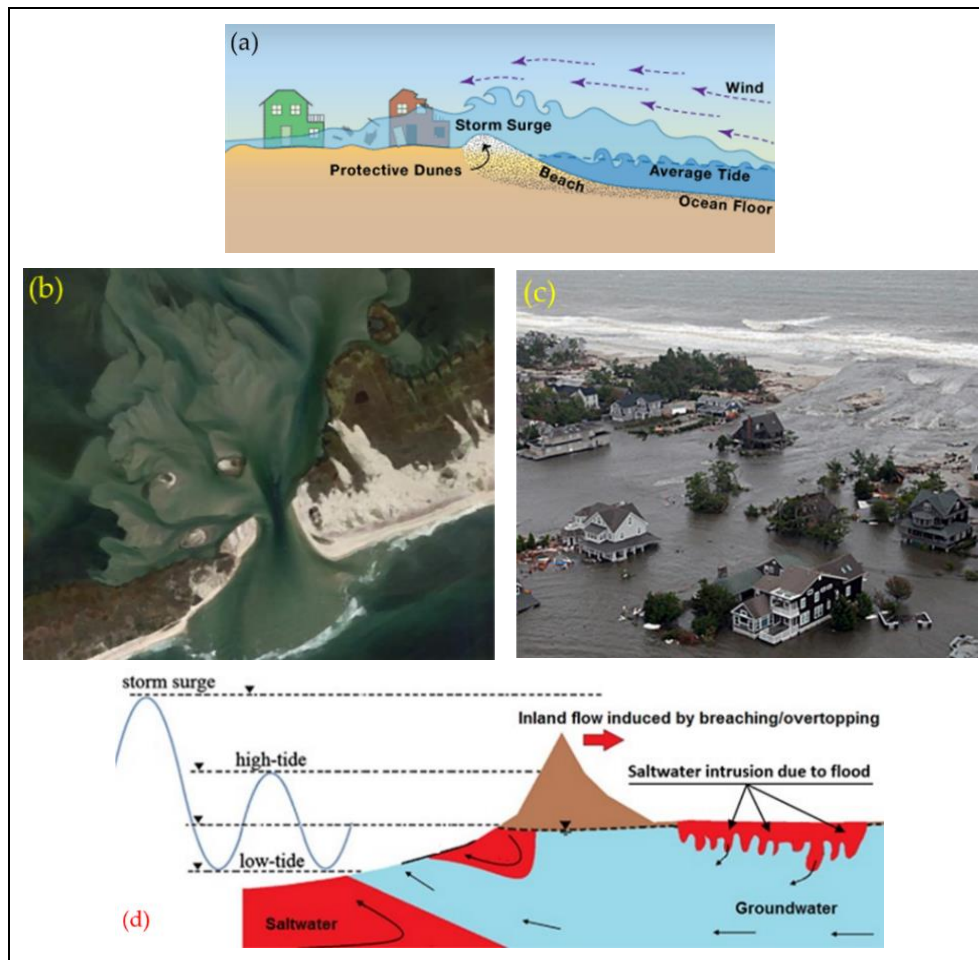 (a)
Wind
Storm Surge
Protective Dunes
Beach
Average Tide
Ocean Floor
(b)
(c)
storm surge
Inland flow induced by breaching/overtopping
high-tide
Saltwater intrusion due to flood
low-tide
(d)
Saltwater
Groundwater